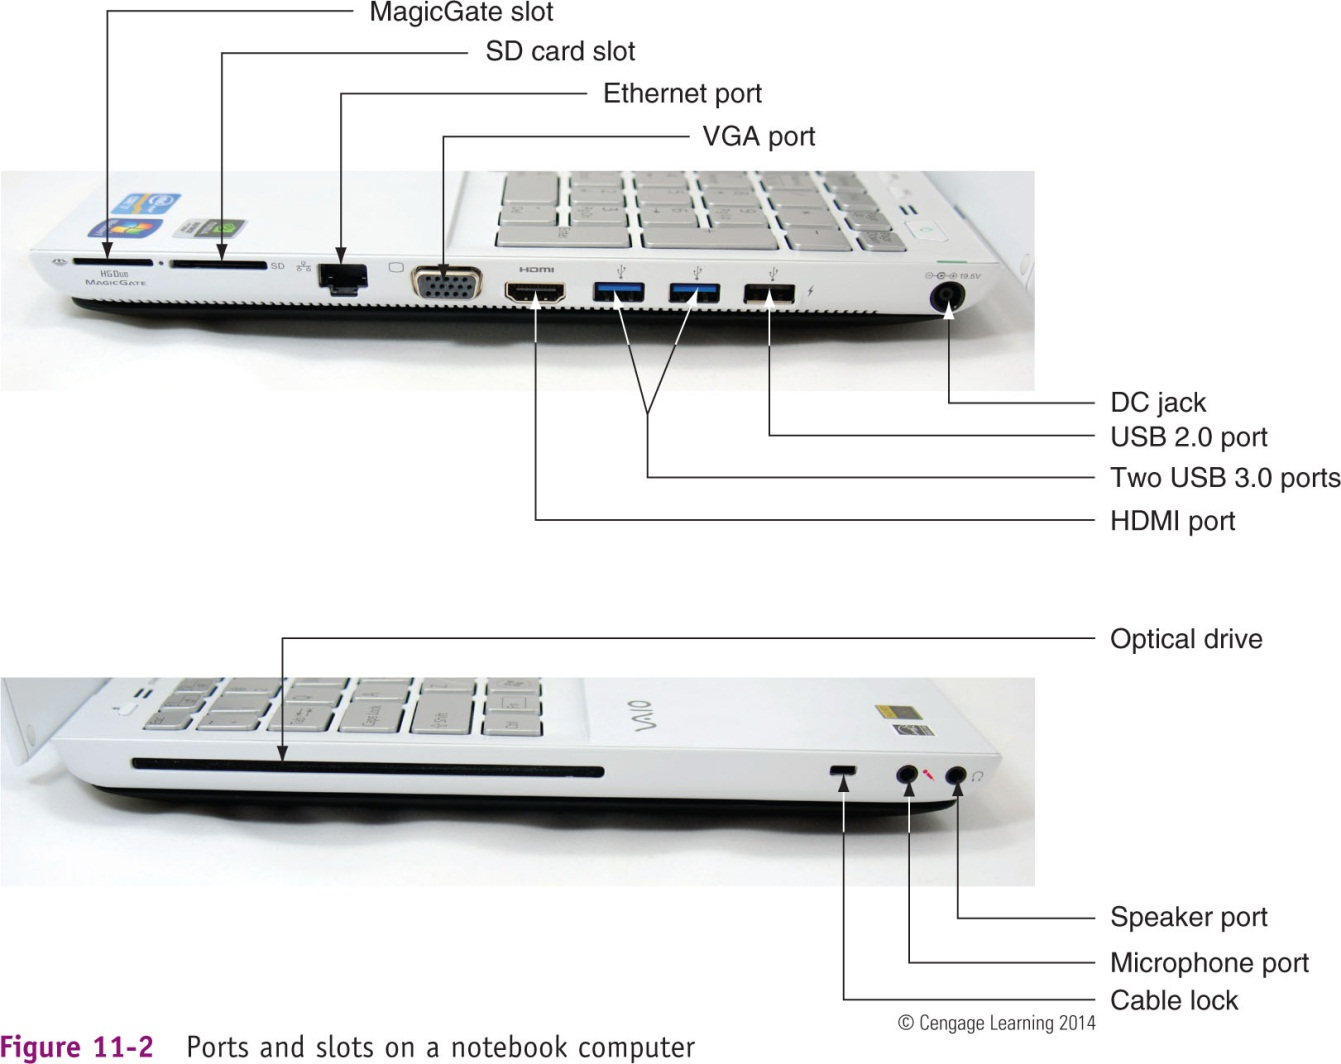 MagicGate slot
SD card slot
Ethernet port
VGA port
HG Duo
MAGICGATE
SD
HDMI
19.5V
DC jack
USB 2.0 port
Two USB 3.0 ports
HDMI port
Optical drive
VAIO
Speaker port
Microphone port
Cable lock
© Cengage Learning 2014
Figure 11-2 Ports and slots on a notebook computer